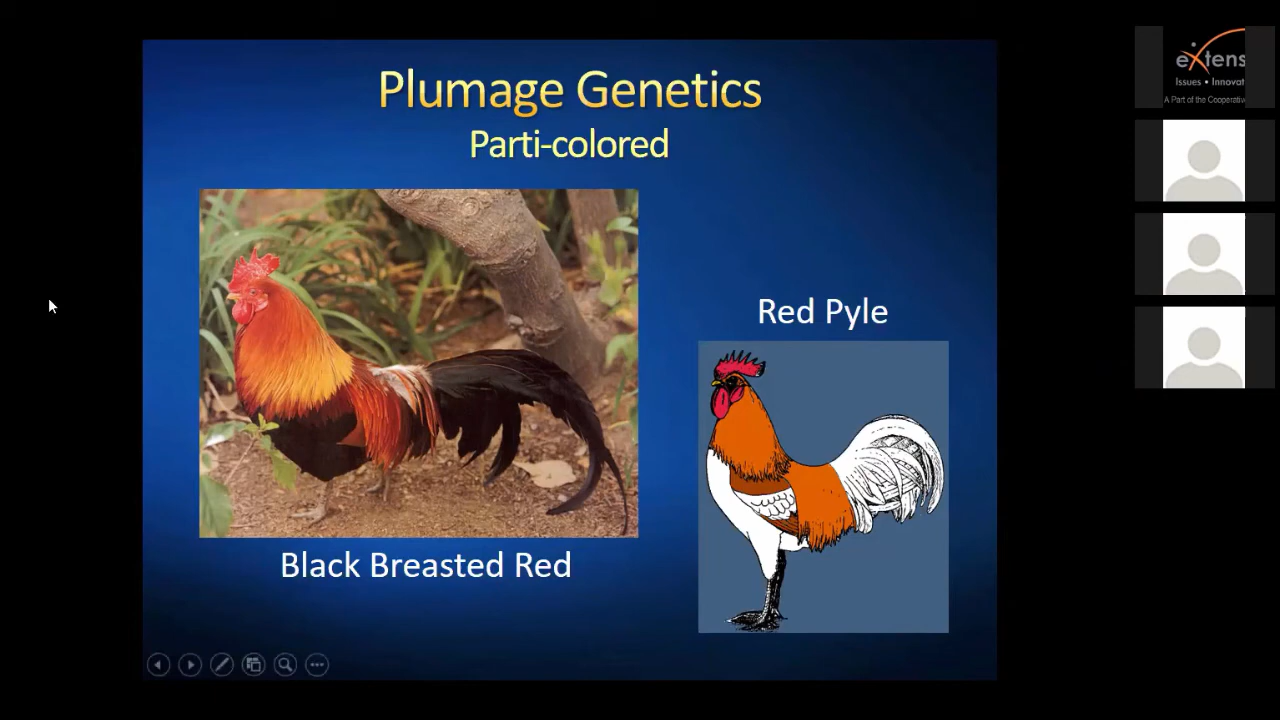 Plumage Genetics
Parti-colored
Red Pyle
Black Breasted Red
eXtens
Issues • Innovat
A Part of the Cooperativ